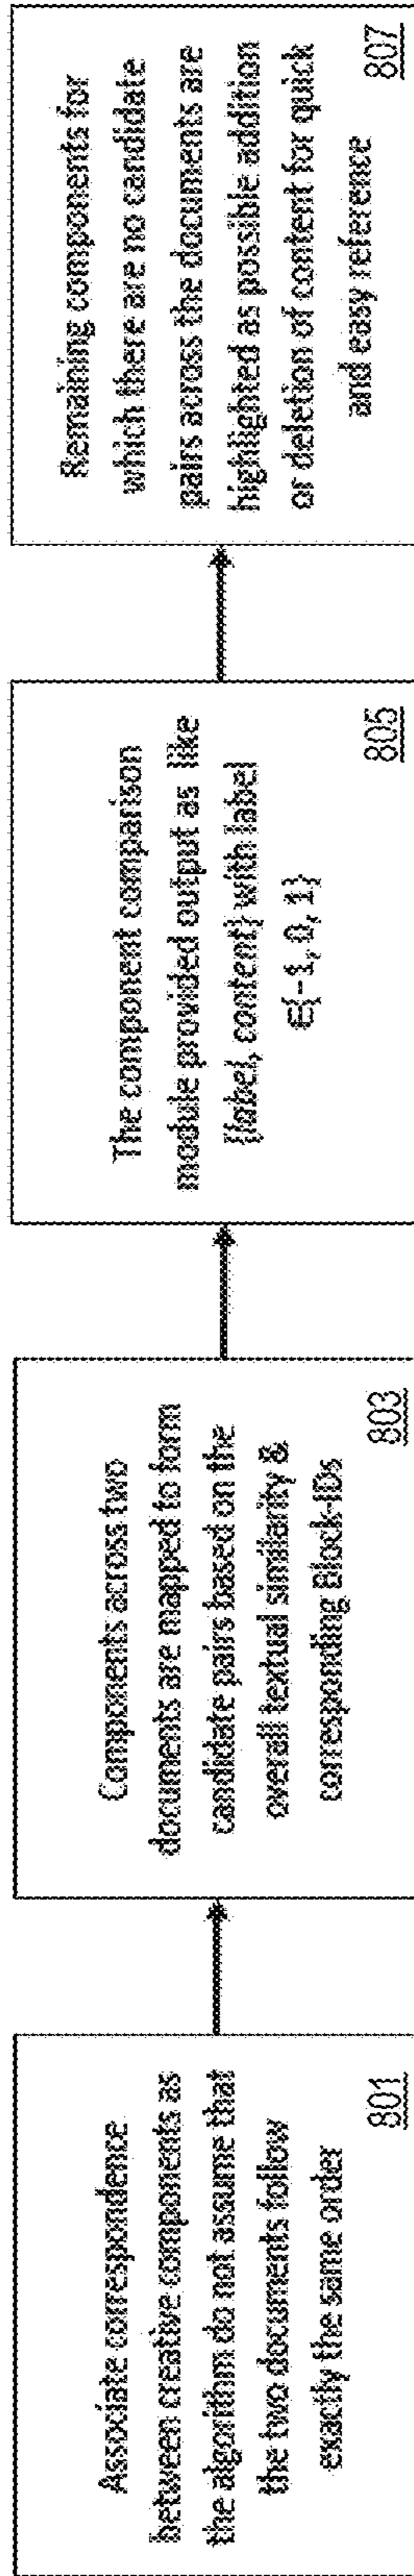 Associate correspondence
between creative components as
the algorithm do not assume that
the two documents follow
exactly the same order
801
Components across two
documents are mapped to form
candidate pairs based on the
overall textual similarity &
corresponding Block-IDs
803
The component comparison
module provided output as like
{label, content} with label
∈{-1, 0, 1}
805
Remaining components for
which there are no candidate
pairs across the documents are
highlighted as possible addition
or deletion of content for quick
and easy reference
807